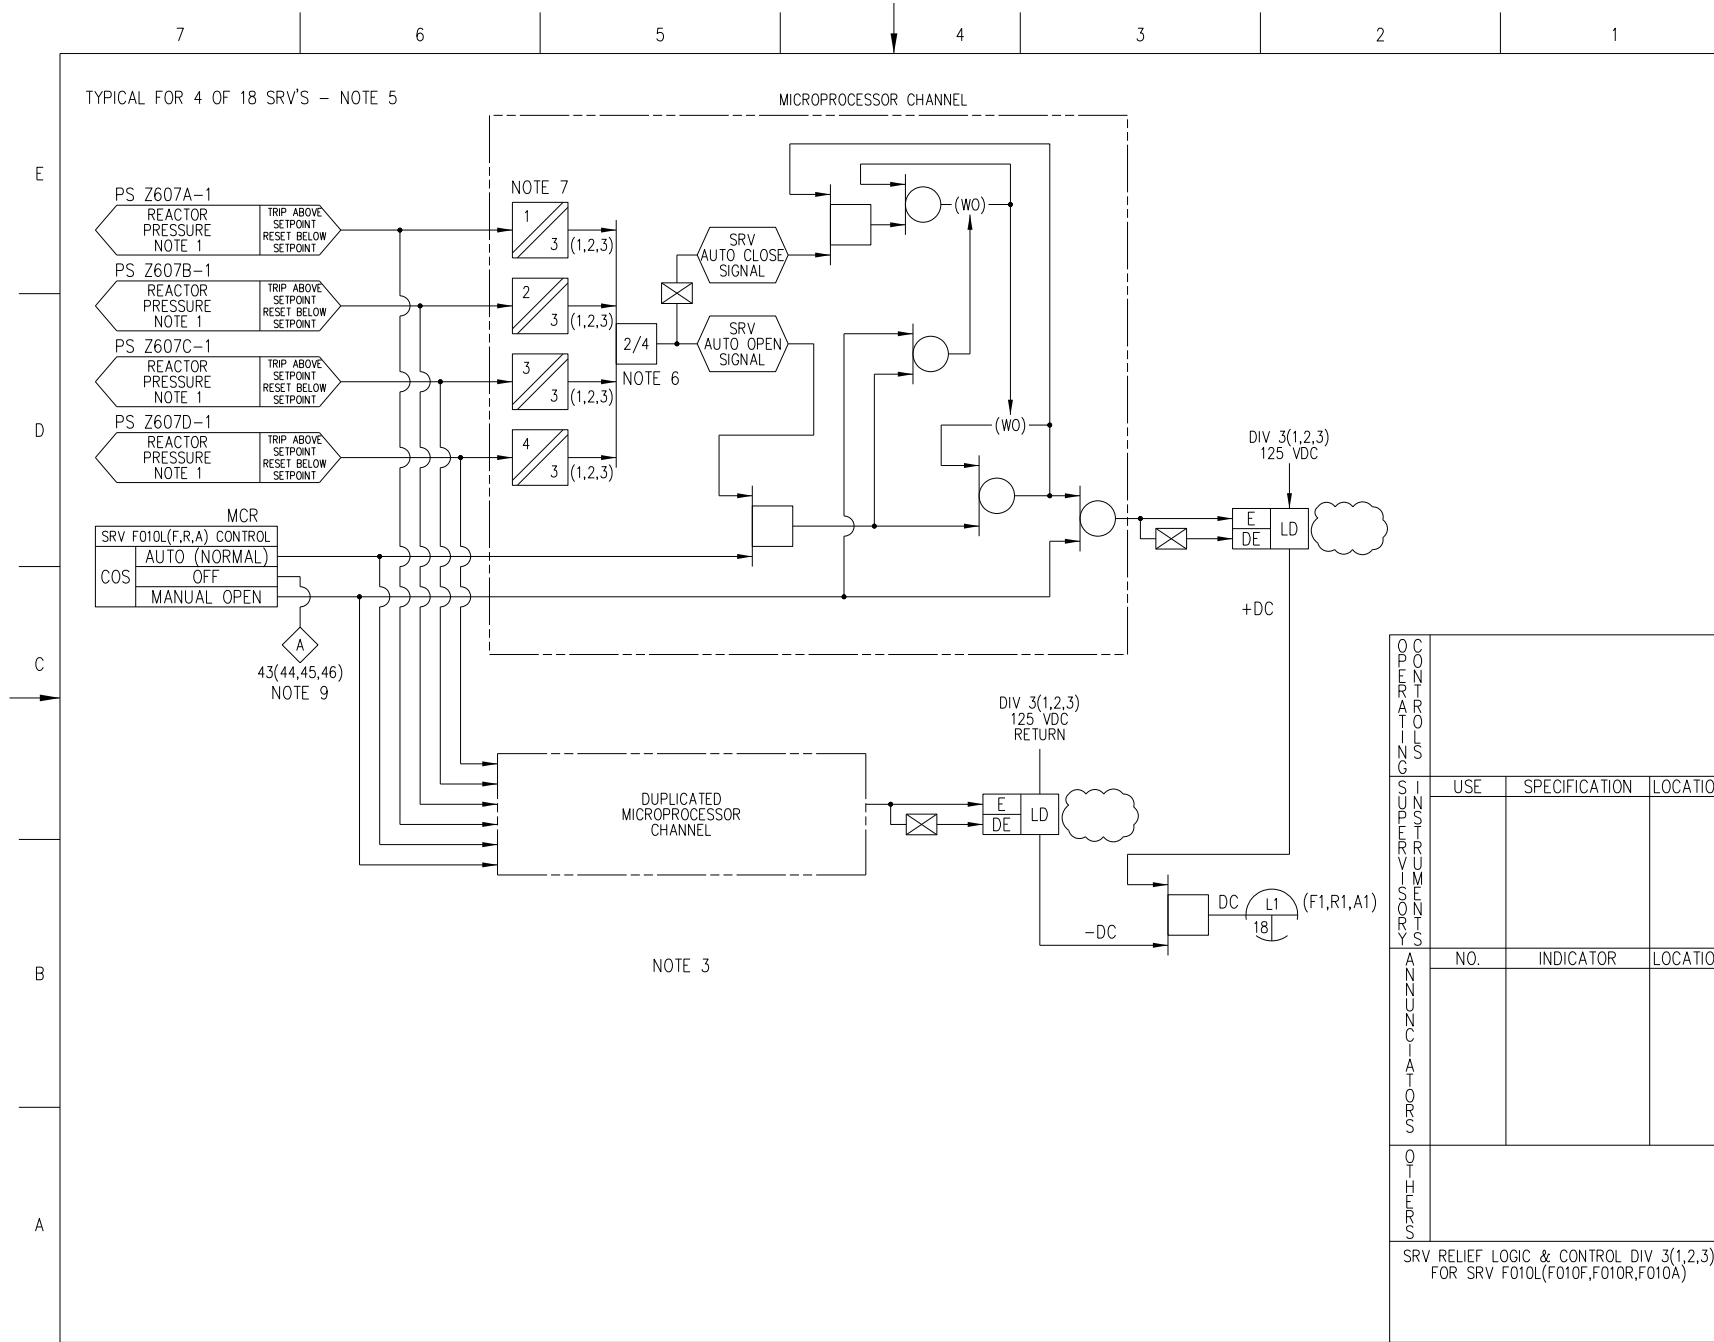 7 6 5 4 3 2 1
TYPICAL FOR 4 OF 18 SRV'S – NOTE 5
MICROPROCESSOR CHANNEL
E
D
C
B
A
PS Z607A–1
REACTOR
PRESSURE
NOTE 1
TRIP ABOVE
SETPOINT
RESET BELOW
SETPOINT
PS Z607B–1
REACTOR
PRESSURE
NOTE 1
TRIP ABOVE
SETPOINT
RESET BELOW
SETPOINT
PS Z607C–1
REACTOR
PRESSURE
NOTE 1
TRIP ABOVE
SETPOINT
RESET BELOW
SETPOINT
PS Z607D–1
REACTOR
PRESSURE
NOTE 1
TRIP ABOVE
SETPOINT
RESET BELOW
SETPOINT
NOTE 7
1
3 (1,2,3)
2
3 (1,2,3)
3
3 (1,2,3)
4
3 (1,2,3)
2/4
NOTE 6
SRV
AUTO CLOSE
SIGNAL
SRV
AUTO OPEN
SIGNAL
(WO)
(WO)
MCR
SRV F010L(F,R,A) CONTROL
COS
AUTO (NORMAL)
OFF
MANUAL OPEN
A
43(44,45,46)
NOTE 9
DIV 3(1,2,3)
125 VDC
E
DE
LD
+DC
DIV 3(1,2,3)
125 VDC
RETURN
DUPLICATED
MICROPROCESSOR
CHANNEL
E
DE
LD
–DC
DC
L1
18
(F1,R1,A1)
NOTE 3
OPERATING
CONTROLS
SUPERVISORY
INSTRUMENTS
USE SPECIFICATION LOCATIO
ANNUNCIATORS
NO. INDICATOR LOCATIO
OTHERS
SRV RELIEF LOGIC & CONTROL DIV 3(1,2,3)
FOR SRV F010L(F010F,F010R,F010A)